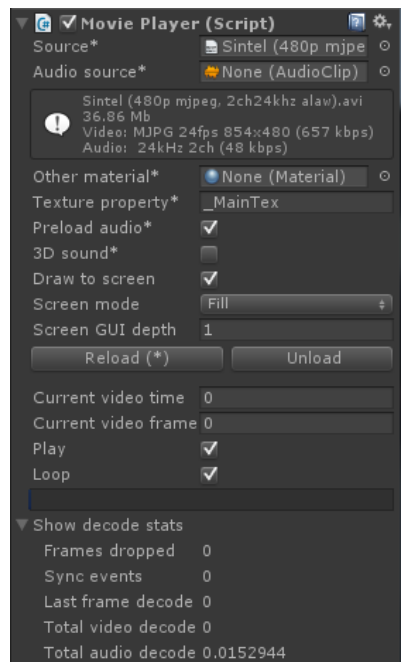 Movie Player (Script)
Source* Sintel (480p mjpe
Audio source* None (AudioClip)
Sintel (480p mjpeg, 2ch24khz alaw).avi
36.86 Mb
Video: MJPG 24fps 854x480 (657 kbps)
Audio: 24kHz 2ch (48 kbps)
Other material* None (Material)
Texture property* _MainTex
Preload audio*
3D sound*
Draw to screen
Screen mode Fill
Screen GUI depth 1
Reload (*) Unload
Current video time 0
Current video frame 0
Play
Loop
Show decode stats
Frames dropped 0
Sync events 0
Last frame decode 0
Total video decode 0
Total audio decode 0.0152944